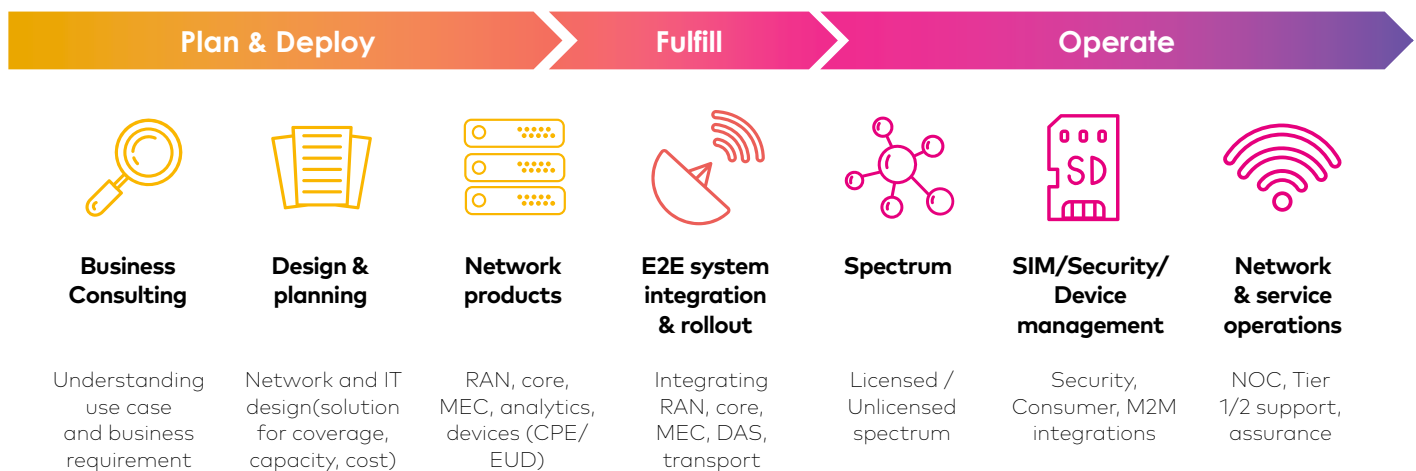 Plan & Deploy
Fulfill
Operate
SD
Business
Consulting
Understanding
use case
and business
requirement
Design &
planning
Network and IT
design(solution
for coverage,
capacity, cost)
Network
products
RAN, core,
MEC, analytics,
devices (CPE/
EUD)
E2E system
integration
& rollout
Integrating
RAN, core,
MEC, DAS,
transport
Spectrum
Licensed /
Unlicensed
spectrum
SIM/Security/
Device
management
Security,
Consumer, M2M
integrations
Network
& service
operations
NOC, Tier
1/2 support,
assurance